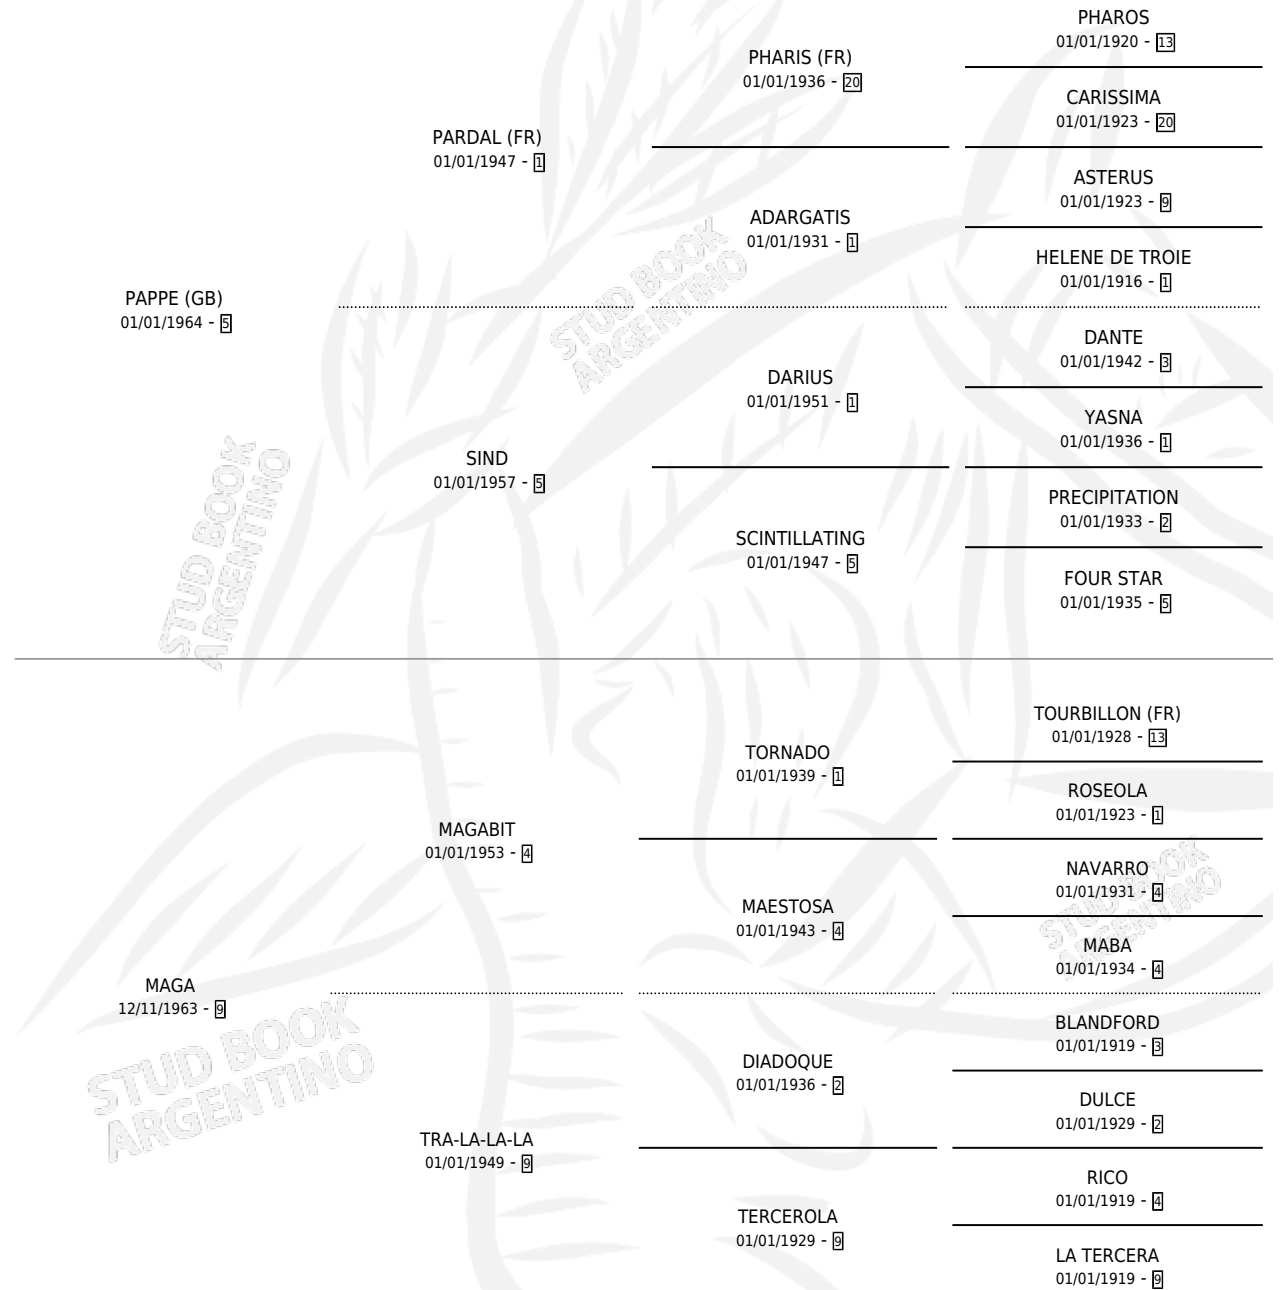 PHAROS
01/01/1920 - 13
PHARIS (FR)
01/01/1936 - 20
CARISSIMA
01/01/1923 - 20
PARDAL (FR)
01/01/1947 - 1
ASTERUS
01/01/1923 - 9
ADARGATIS
01/01/1931 - 1
HELENE DE TROIE
01/01/1916 - 1
PAPPE (GB)
01/01/1964 - 5
DANTE
01/01/1942 - 3
DARIUS
01/01/1951 - 1
YASNA
01/01/1936 - 1
SIND
01/01/1957 - 5
PRECIPITATION
01/01/1933 - 2
SCINTILLATING
01/01/1947 - 5
FOUR STAR
01/01/1935 - 5
TOURBILLON (FR)
01/01/1928 - 13
TORNADO
01/01/1939 - 1
ROSEOLA
01/01/1923 - 1
MAGABIT
01/01/1953 - 4
NAVARRO
01/01/1931 - 4
MAESTOSA
01/01/1943 - 4
MABA
01/01/1934 - 4
MAGA
12/11/1963 - 9
BLANDFORD
01/01/1919 - 3
DIADOQUE
01/01/1936 - 2
DULCE
01/01/1929 - 2
TRA-LA-LA-LA
01/01/1949 - 9
RICO
01/01/1919 - 4
TERCEROLA
01/01/1929 - 9
LA TERCERA
01/01/1919 - 9
STUD BOOK
ARGENTINO
STUD BOOK
ARGENTINO
STUD BOOK
ARGENTINO
STUD BOOK
ARGENTINO